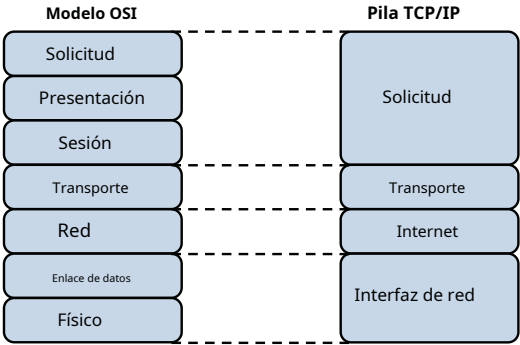 Modelo OSI
Pila TCP/IP
Solicitud
Presentación
Sesión
Transporte
Red
Enlace de datos
Físico
Solicitud
Transporte
Internet
Interfaz de red